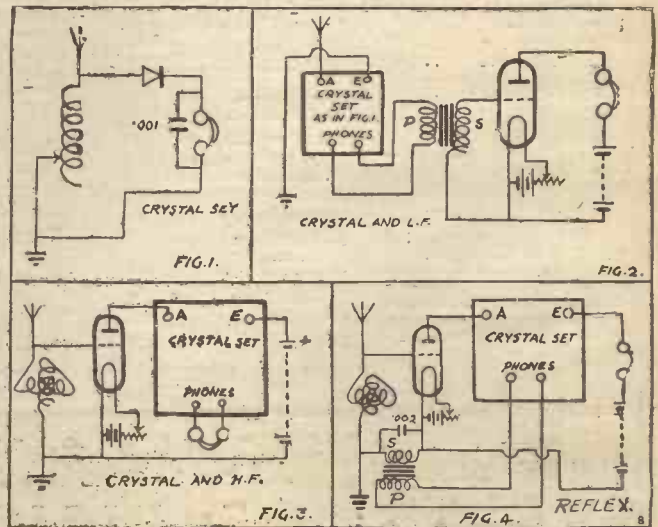 .001
CRYSTAL SET
FIG.1.
A E
CRYSTAL
SET
AS IN FIG.1.
PHONES
P S
CRYSTAL AND L.F.
FIG.2.
A E
CRYSTAL SET
PHONES
+
CRYSTAL AND H.F.
FIG.3.
A E
CRYSTAL SET
PHONES
.002
S
P
FIG.4.
REFLEX.
8